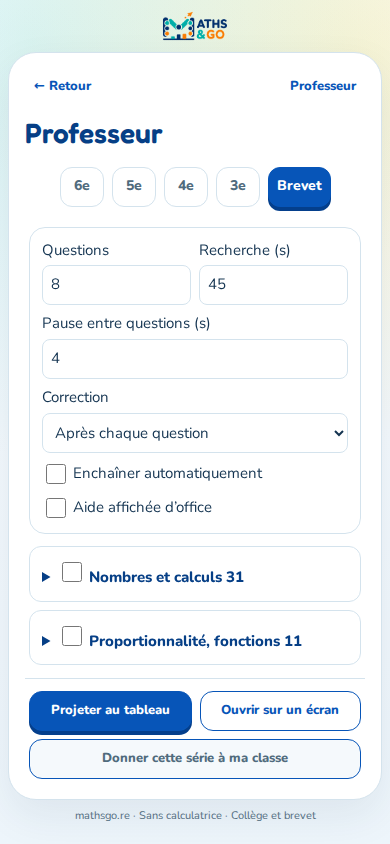 MATHS
&GO
← Retour
Professeur
Professeur
6e
5e
4e
3e
Brevet
Questions
Recherche (s)
8
45
Pause entre questions (s)
4
Correction
Après chaque question
Enchaîner automatiquement
Aide affichée d’office
Nombres et calculs 31
Proportionnalité, fonctions 11
Projeter au tableau
Ouvrir sur un écran
Donner cette série à ma classe
mathsgo.re · Sans calculatrice · Collège et brevet